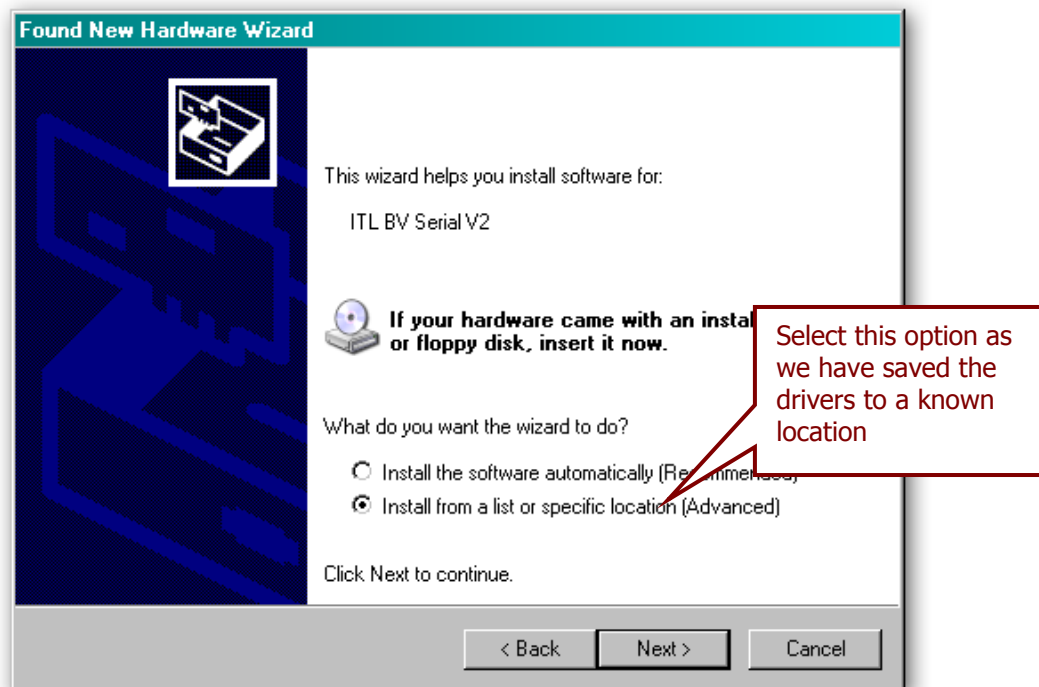 Found New Hardware Wizard
This wizard helps you install software for:
ITL BV Serial V2
If your hardware came with an
or floppy disk, insert it now.
Select this option as
we have saved the
drivers to a known
location
What do you want the wizard to do?
Install the software automatically
Install from a list or specific location (Advanced)
Click Next to continue.
< Back
Next >
Cancel